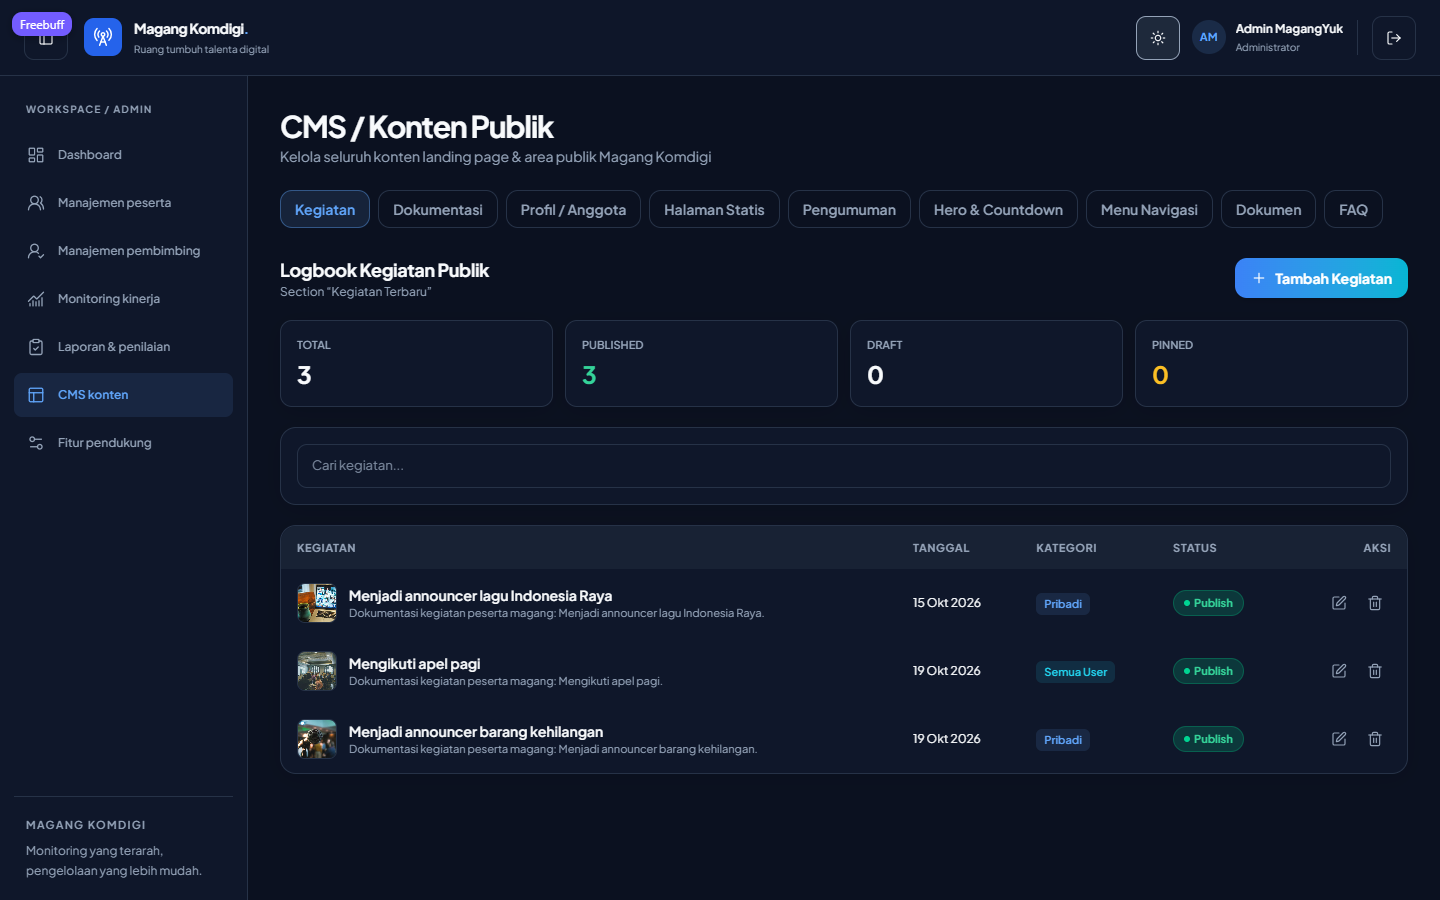 Freebuff
Magang Komdigi.
Ruang tumbuh talenta digital
AM
Admin MagangYuk
Administrator
WORKSPACE / ADMIN
Dashboard
Manajemen peserta
Manajemen pembimbing
Monitoring kinerja
Laporan & penilaian
CMS konten
Fitur pendukung
MAGANG KOMDIGI
Monitoring yang terarah,
pengelolaan yang lebih mudah.
CMS / Konten Publik
Kelola seluruh konten landing page & area publik Magang Komdigi
Kegiatan
Dokumentasi
Profil / Anggota
Halaman Statis
Pengumuman
Hero & Countdown
Menu Navigasi
Dokumen
FAQ
Logbook Kegiatan Publik
Section "Kegiatan Terbaru"
+ Tambah Kegiatan
TOTAL
3
PUBLISHED
3
DRAFT
0
PINNED
0
Cari kegiatan...
KEGIATAN TANGGAL KATEGORI STATUS AKSI
Menjadi announcer lagu Indonesia Raya
Dokumentasi kegiatan peserta magang: Menjadi announcer lagu Indonesia Raya.
15 Okt 2026
Pribadi
Publish
Mengikuti apel pagi
Dokumentasi kegiatan peserta magang: Mengikuti apel pagi.
19 Okt 2026
Semua User
Publish
Menjadi announcer barang kehilangan
Dokumentasi kegiatan peserta magang: Menjadi announcer barang kehilangan.
19 Okt 2026
Pribadi
Publish